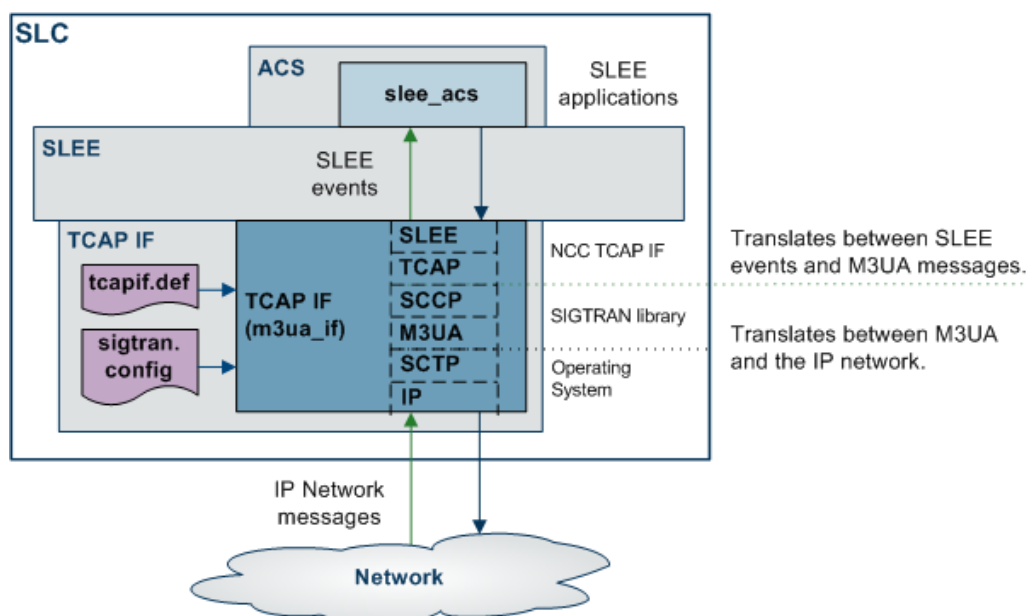 SLC
ACS
slee_acs
SLEE
applications
SLEE
SLEE
events
TCAP IF
tcapif.def
sigtran.
config
TCAP IF
(m3ua_if)
SLEE
TCAP
SCCP
M3UA
SCTP
IP
NCC TCAP IF
SIGTRAN library
Operating
System
Translates between SLEE
events and M3UA messages.
Translates between M3UA
and the IP network.
IP Network
messages
Network